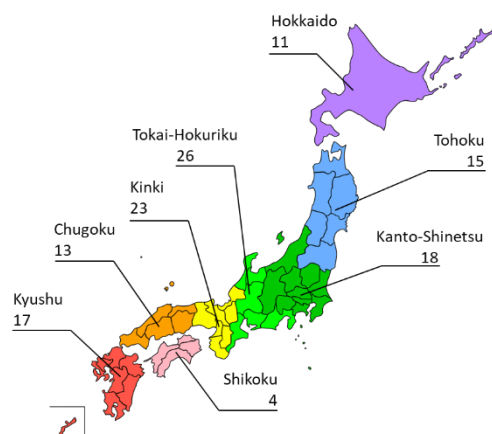 Hokkaido
11
Tokai-Hokuriku
26
Tohoku
15
Kinki
23
Chugoku
13
Kanto-Shinetsu
18
Kyushu
17
Shikoku
4